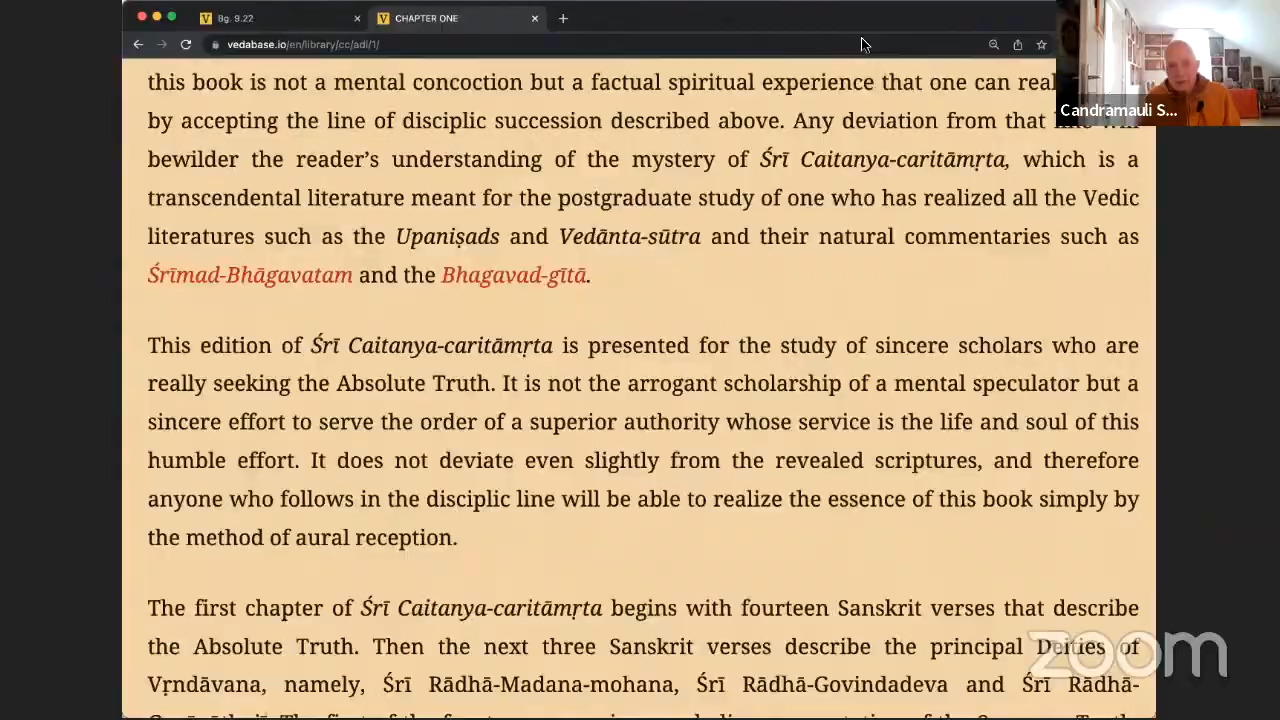 Bg. 9.22
CHAPTER ONE
vedabase.io/en/library/cc/adi/1/
Candramauli S...
this book is not a mental concoction but a factual spiritual experience that one can
by accepting the line of disciplic succession described above. Any deviation from that
bewilder the reader’s understanding of the mystery of Śrī Caitanya-caritāmṛta, which is a
transcendental literature meant for the postgraduate study of one who has realized all the Vedic
literatures such as the Upaniṣads and Vedānta-sūtra and their natural commentaries such as
Śrīmad-Bhāgavatam and the Bhagavad-gītā.
This edition of Śrī Caitanya-caritāmṛta is presented for the study of sincere scholars who are
really seeking the Absolute Truth. It is not the arrogant scholarship of a mental speculator but a
sincere effort to serve the order of a superior authority whose service is the life and soul of this
humble effort. It does not deviate even slightly from the revealed scriptures, and therefore
anyone who follows in the disciplic line will be able to realize the essence of this book simply by
the method of aural reception.
The first chapter of Śrī Caitanya-caritāmṛta begins with fourteen Sanskrit verses that describe
the Absolute Truth. Then the next three Sanskrit verses describe the principal Deities of
Vṛndāvana, namely, Śrī Rādhā-Madana-mohana, Śrī Rādhā-Govindadeva and Śrī Rādhā-
zoom